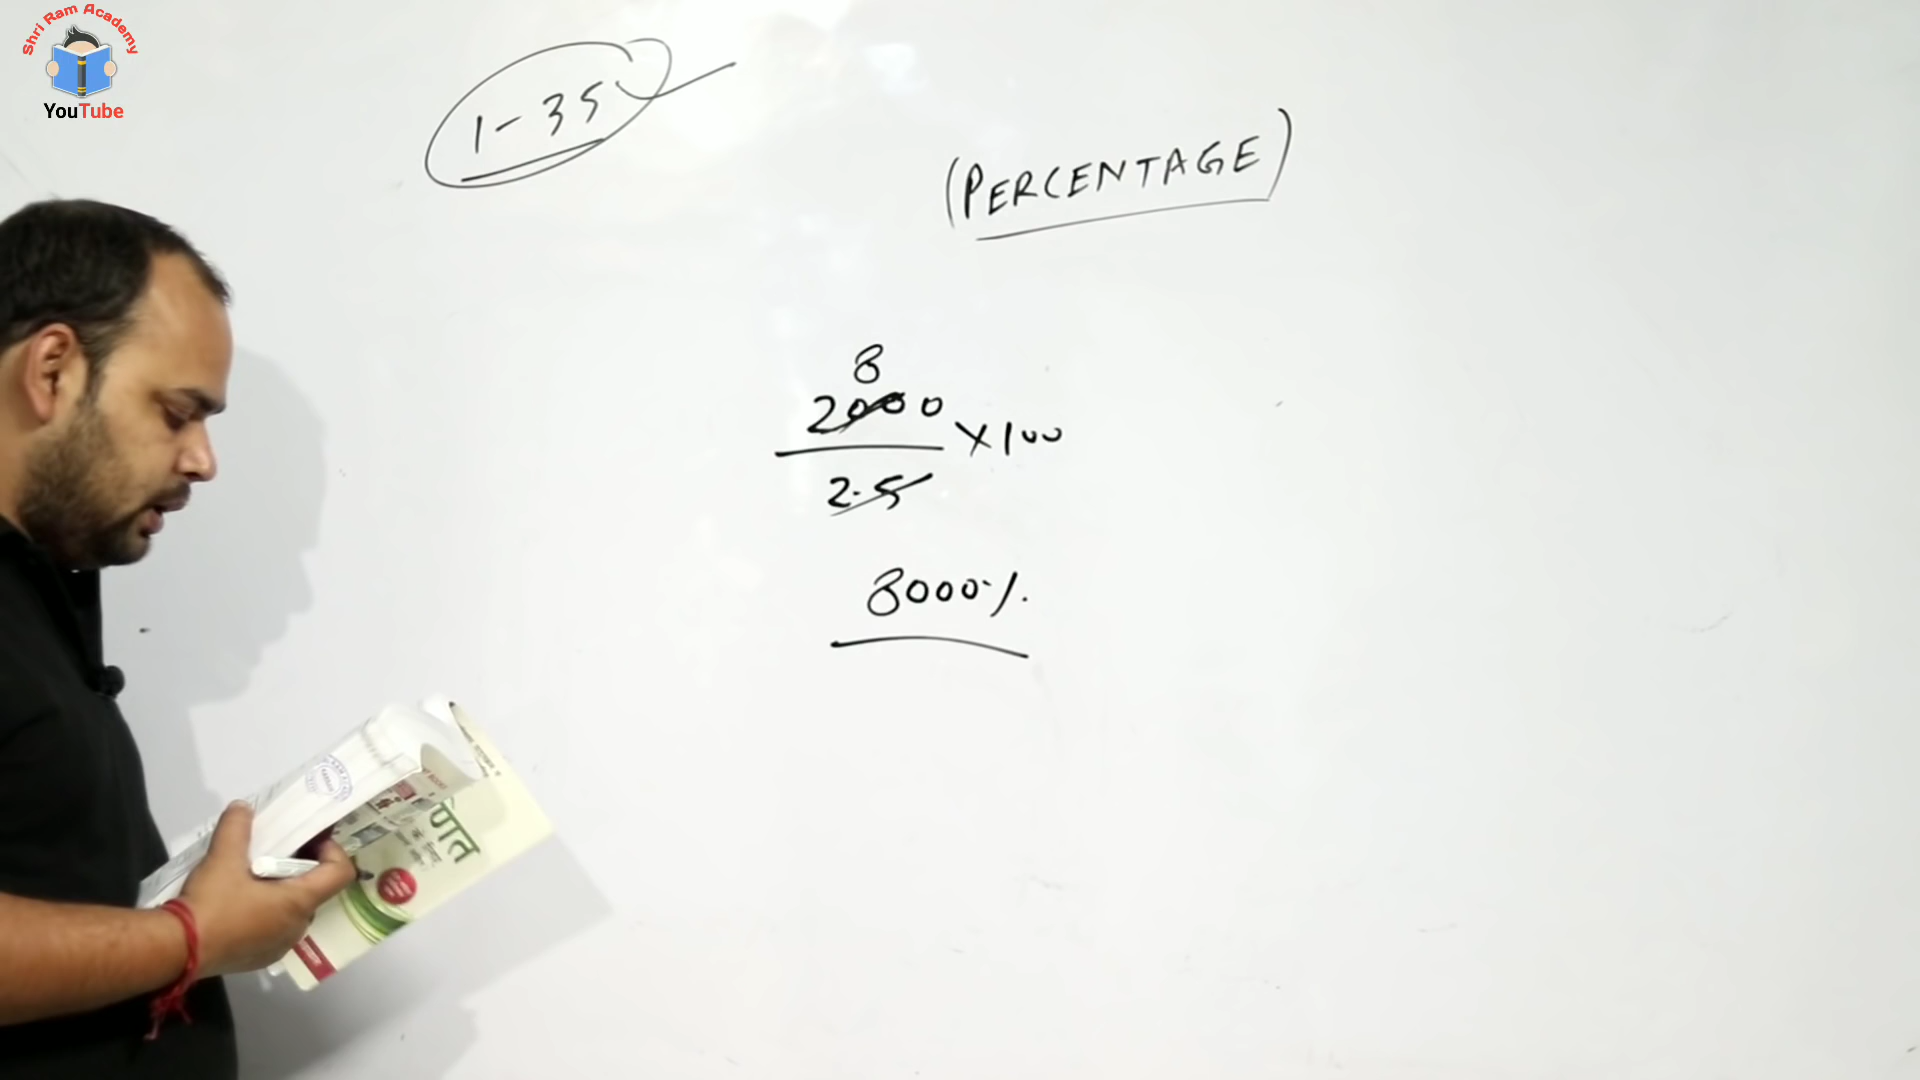 Shri Ram Academy
YouTube
1-35
(PERCENTAGE)
8
2000
× 100
2.5
8000%
णित